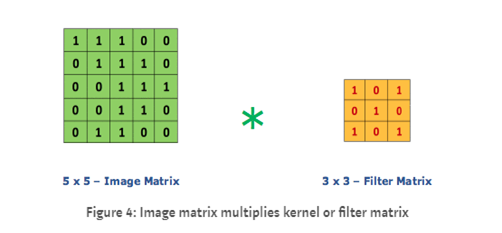 1 1 1 0 0
0 1 1 1 0
0 0 1 1 1
0 0 1 1 0
0 1 1 0 0
*
1 0 1
0 1 0
1 0 1
5 x 5 – Image Matrix
3 x 3 – Filter Matrix
Figure 4: Image matrix multiplies kernel or filter matrix